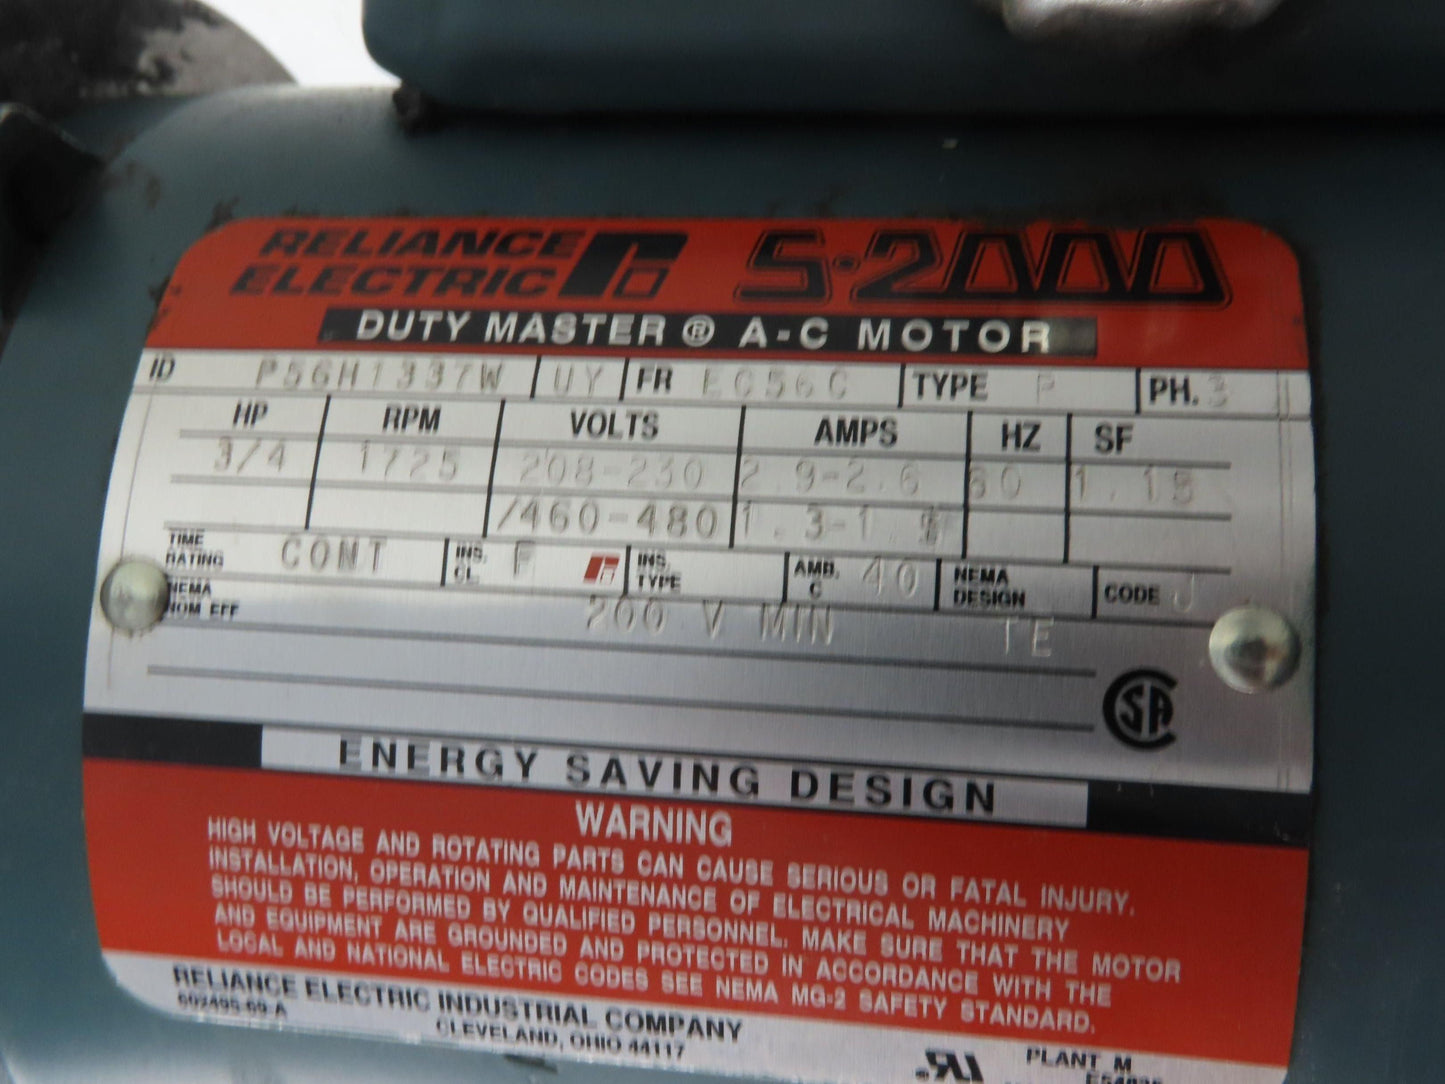 RELIANCE ELECTRIC S-2000
DUTY MASTER ® A-C MOTOR
ID P56H1337W UY FR EC56C TYPE P PH. 3
HP RPM VOLTS AMPS HZ SF
3/4 1725 208-230 2.9-2.6 60 1.15
/460-480 1.3-1.
TIME RATING CONT INS. CL. F INS. TYPE AMB. C 40 NEMA DESIGN CODE J
NEMA NOM EFF 200 V MIN TE
CSA
ENERGY SAVING DESIGN
WARNING
HIGH VOLTAGE AND ROTATING PARTS CAN CAUSE SERIOUS OR FATAL INJURY.
INSTALLATION, OPERATION AND MAINTENANCE OF ELECTRICAL MACHINERY
SHOULD BE PERFORMED BY QUALIFIED PERSONNEL. MAKE SURE THAT THE MOTOR
AND EQUIPMENT ARE GROUNDED AND PROTECTED IN ACCORDANCE WITH THE
LOCAL AND NATIONAL ELECTRIC CODES SEE NEMA MG-2 SAFETY STANDARD.
RELIANCE ELECTRIC INDUSTRIAL COMPANY
602495-69-A CLEVELAND, OHIO 44117
PLANT M